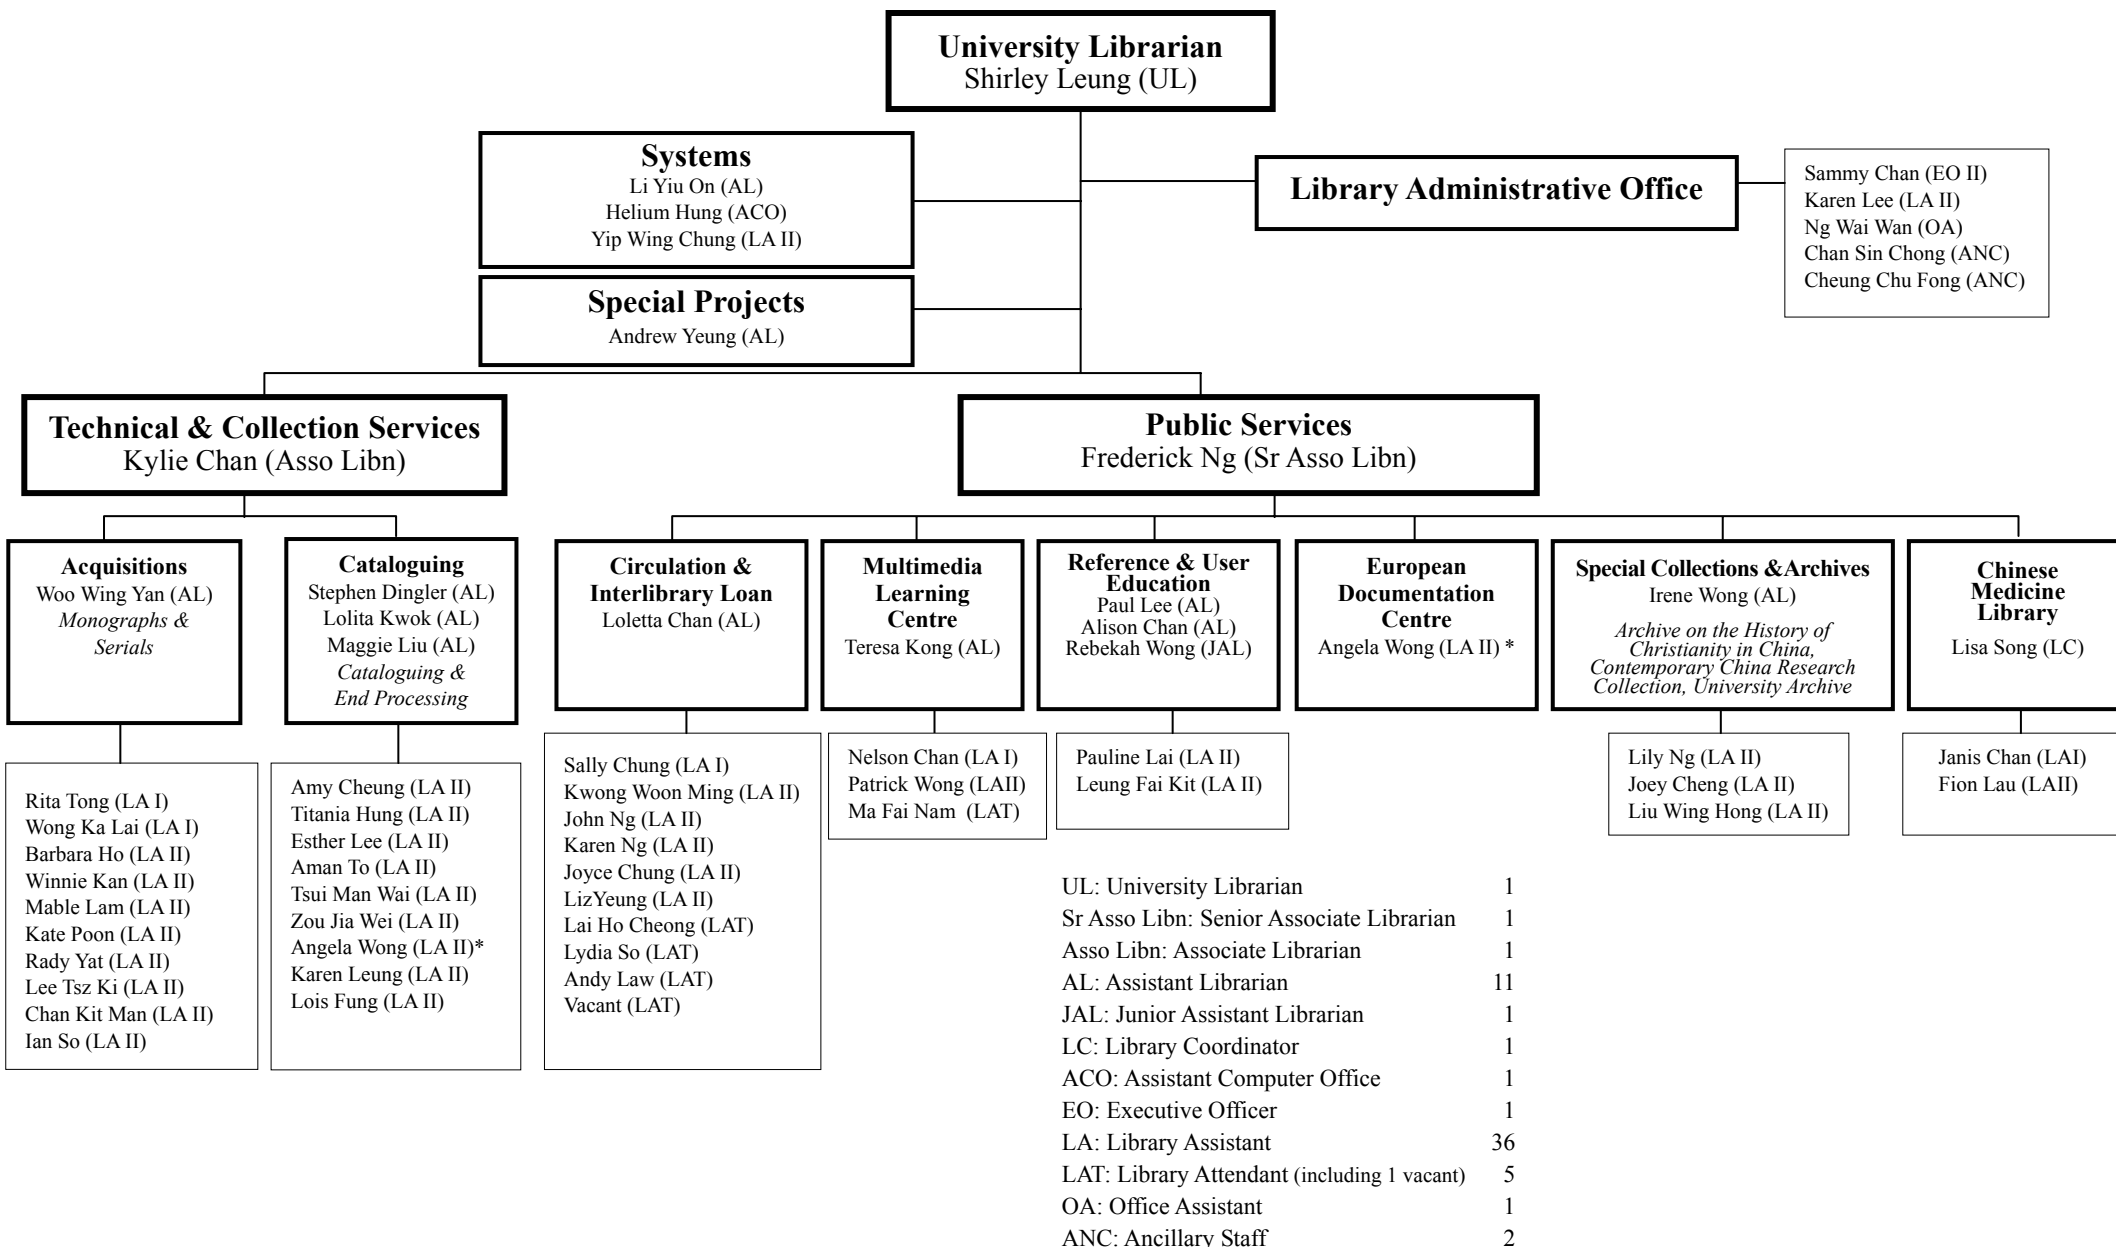 University Librarian
Shirley Leung (UL)
Systems
Li Yiu On (AL)
Helium Hung (ACO)
Yip Wing Chung (LA II)
Library Administrative Office
Sammy Chan (EO II)
Karen Lee (LA II)
Ng Wai Wan (OA)
Chan Sin Chong (ANC)
Cheung Chu Fong (ANC)
Special Projects
Andrew Yeung (AL)
Technical & Collection Services
Kylie Chan (Asso Libn)
Public Services
Frederick Ng (Sr Asso Libn)
Acquisitions
Woo Wing Yan (AL)
Monographs &
Serials
Cataloguing
Stephen Dingler (AL)
Lolita Kwok (AL)
Maggie Liu (AL)
Cataloguing &
End Processing
Circulation &
Interlibrary Loan
Loletta Chan (AL)
Multimedia
Learning
Centre
Teresa Kong (AL)
Reference & User
Education
Paul Lee (AL)
Alison Chan (AL)
Rebekah Wong (JAL)
European
Documentation
Centre
Angela Wong (LA II) *
Special Collections &Archives
Irene Wong (AL)
Archive on the History of
Christianity in China,
Contemporary China Research
Collection, University Archive
Chinese
Medicine
Library
Lisa Song (LC)
Rita Tong (LA I)
Wong Ka Lai (LA I)
Barbara Ho (LA II)
Winnie Kan (LA II)
Mable Lam (LA II)
Kate Poon (LA II)
Rady Yat (LA II)
Lee Tsz Ki (LA II)
Chan Kit Man (LA II)
Ian So (LA II)
Amy Cheung (LA II)
Titania Hung (LA II)
Esther Lee (LA II)
Aman To (LA II)
Tsui Man Wai (LA II)
Zou Jia Wei (LA II)
Angela Wong (LA II)*
Karen Leung (LA II)
Lois Fung (LA II)
Sally Chung (LA I)
Kwong Woon Ming (LA II)
John Ng (LA II)
Karen Ng (LA II)
Joyce Chung (LA II)
LizYeung (LA II)
Lai Ho Cheong (LAT)
Lydia So (LAT)
Andy Law (LAT)
Vacant (LAT)
Nelson Chan (LA I)
Patrick Wong (LAII)
Ma Fai Nam (LAT)
Pauline Lai (LA II)
Leung Fai Kit (LA II)
Lily Ng (LA II)
Joey Cheng (LA II)
Liu Wing Hong (LA II)
Janis Chan (LAI)
Fion Lau (LAII)
UL: University Librarian 1
Sr Asso Libn: Senior Associate Librarian 1
Asso Libn: Associate Librarian 1
AL: Assistant Librarian 11
JAL: Junior Assistant Librarian 1
LC: Library Coordinator 1
ACO: Assistant Computer Office 1
EO: Executive Officer 1
LA: Library Assistant 36
LAT: Library Attendant (including 1 vacant) 5
OA: Office Assistant 1
ANC: Ancillary Staff 2